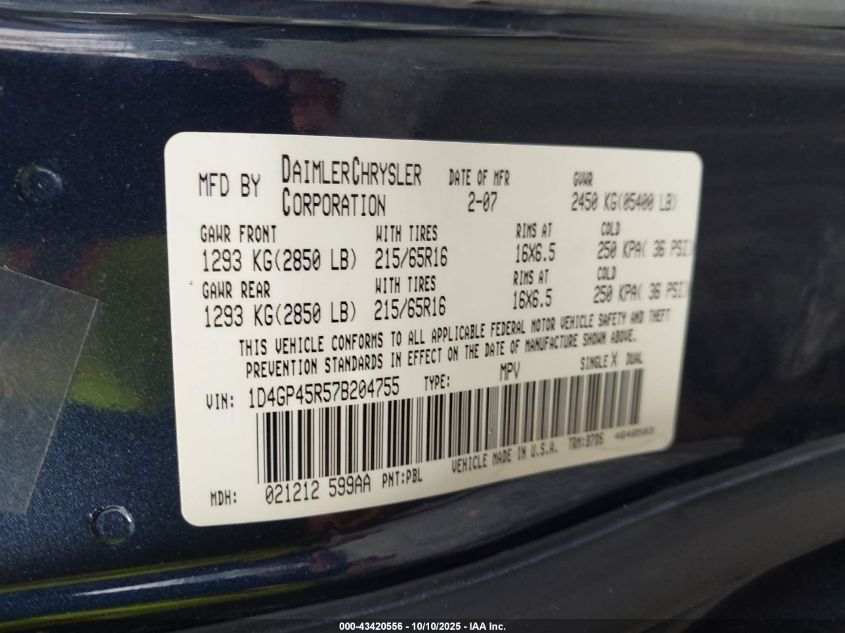 MFD BY DAIMLERCHRYSLER CORPORATION DATE OF MFR 2-07 GVWR 2450 KG(05400 LB)
GAWR FRONT WITH TIRES RIMS AT COLD
1293 KG(2850 LB) 215/65R16 16X6.5 250 KPA( 36 PSI)
GAWR REAR WITH TIRES RIMS AT COLD
1293 KG(2850 LB) 215/65R16 16X6.5 250 KPA( 36 PSI)
THIS VEHICLE CONFORMS TO ALL APPLICABLE FEDERAL MOTOR VEHICLE SAFETY AND THEFT
PREVENTION STANDARDS IN EFFECT ON THE DATE OF MANUFACTURE SHOWN ABOVE.
VIN: 1D4GP45R57B204755 TYPE: MPV SINGLE X DUAL
VEHICLE MADE IN U.S.A. TRM:B7D5 4848503
MDH: 021212 599AA PNT:PBL
000-43420556 - 10/10/2025 - IAA Inc.